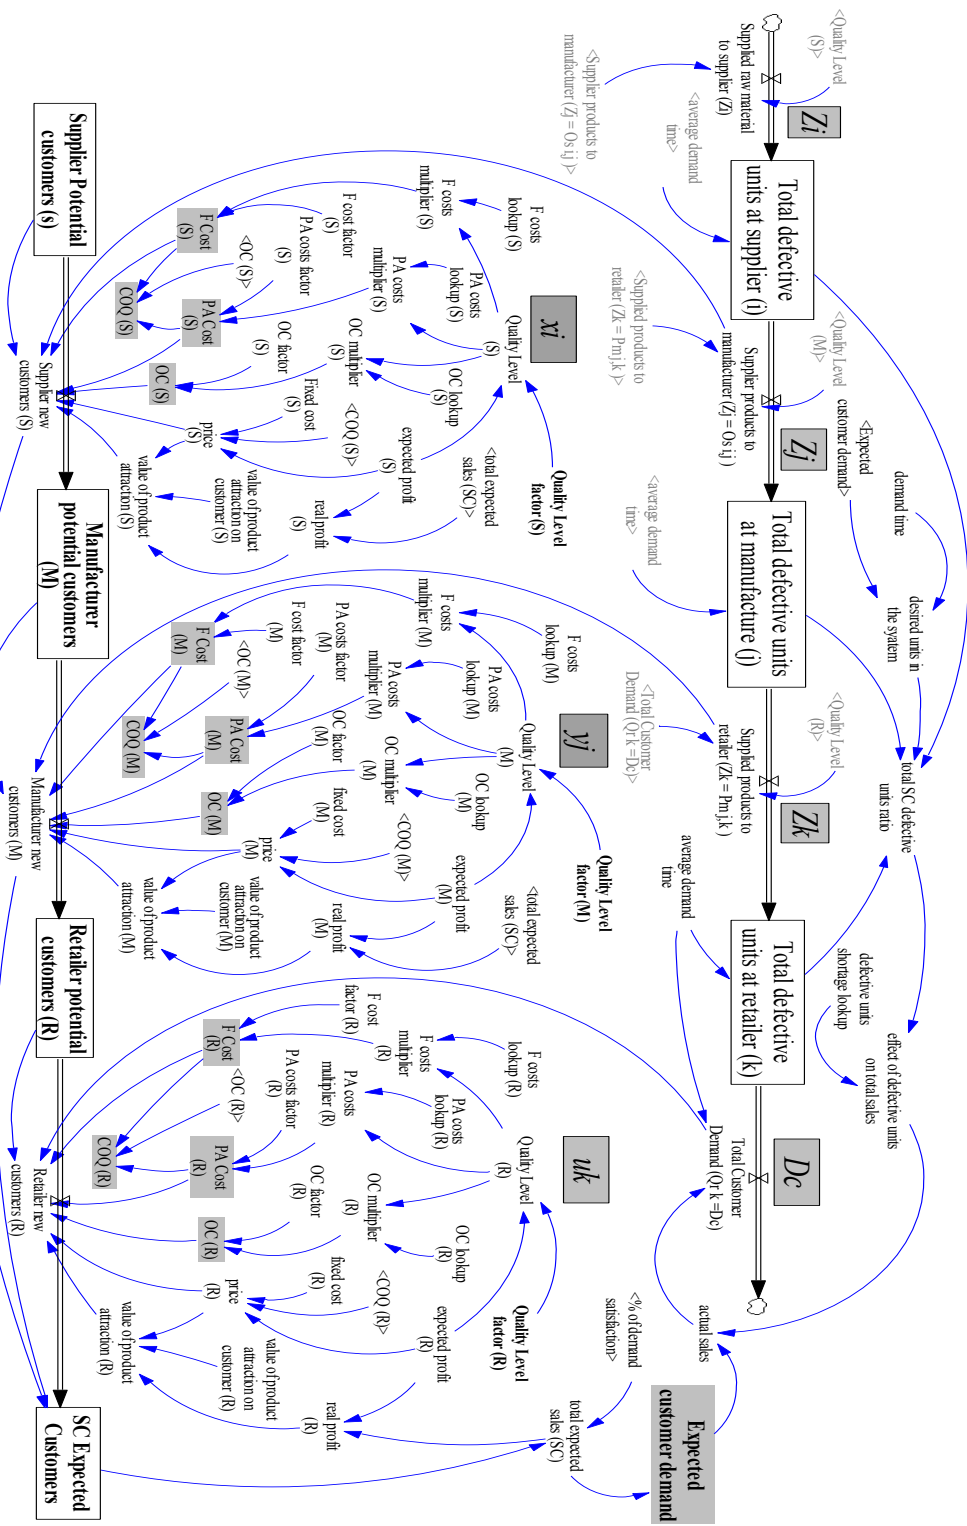 <Quality Level
(S)>
Supplied raw material
to supplier (Zi)
Zi
<Supplier products to
manufacturer (Zj = Os i,j )>
<average demand
time>
Total defective
units at supplier (i)
<Quality Level
(M)>
Supplier products to
manufacturer (Zj = Os i,j )
Zj
<Supplied products to
retailer (Zk = Pm j,k )>
<Expected
customer demand>
demand time
desired units in
the system
<average demand
time>
Total defective units
at manufacture (j)
total SC defective
units ratio
<Quality Level
(R)>
Supplied products to
retailer (Zk = Pm j,k )
Zk
<Total Customer
Demand (Qr k =Dc)>
average demand
time
Total defective
units at retailer (k)
defective units
shortage lookup
effect of defective units
on total sales
Dc
Total Customer
Demand (Qr k =Dc)
actual sales
Expected
customer demand
<% of demand
satisfaction>
total expected
sales (SC)
xi
Quality Level
(S)
Quality Level
factor (S)
F costs
lookup (S)
F costs
multiplier (S)
PA costs
lookup (S)
PA costs
multiplier (S)
OC lookup
(S)
OC multiplier
(S)
F cost factor
(S)
PA costs factor
(S)
OC factor
(S)
F Cost
(S)
<OC (S)>
PA Cost
(S)
COQ (S)
OC (S)
Fixed cost
(S)
<COQ (S)>
price
(S)
expected profit
(S)
<total expected
sales (SC)>
real profit
(S)
value of product
attraction on
customer (S)
value of product
attraction (S)
Supplier new
customers (S)
Supplier Potential
customers (s)
yj
Quality Level
(M)
Quality Level
factor (M)
F costs
lookup (M)
F costs
multiplier (M)
PA costs
lookup (M)
PA costs
multiplier (M)
OC lookup
(M)
OC multiplier
(M)
PA costs factor
(M)
F cost factor
(M)
OC factor
(M)
F Cost
(M)
<OC (M)>
PA Cost
(M)
COQ (M)
OC (M)
fixed cost
(M)
<COQ (M)>
price
(M)
expected profit
(M)
<total expected
sales (SC)>
real profit
(M)
value of product
attraction on
customer (M)
value of product
attraction (M)
Manufacturer new
customers (M)
Manufacturer
potential customers
(M)
uk
Quality Level
(R)
Quality Level
factor (R)
F costs
lookup (R)
F costs
multiplier
(R)
PA costs
lookup (R)
PA costs
multiplier (R)
OC lookup
(R)
OC multiplier
(R)
F cost
factor (R)
PA costs factor
(R)
OC factor
(R)
F Cost
(R)
<OC (R)>
PA Cost
(R)
COQ (R)
OC (R)
fixed cost
(R)
<COQ (R)>
price
(R)
expected profit
(R)
real profit
(R)
value of product
attraction on
customer (R)
value of product
attraction (R)
Retailer new
customers (R)
Retailer potential
customers (R)
SC Expected
Customers